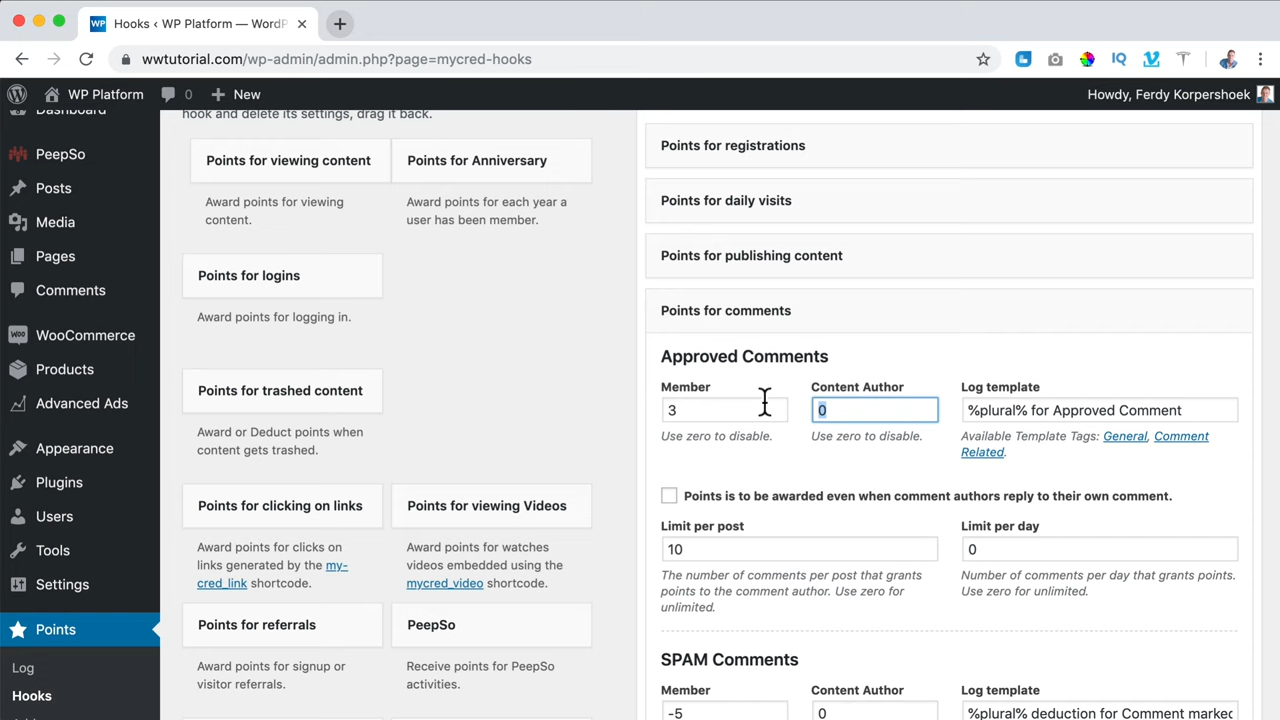 WP Hooks ‹ WP Platform — WordP
wwtutorial.com/wp-admin/admin.php?page=mycred-hooks
IQ
WP Platform 0 New Howdy, Ferdy Korpershoek
Dashboard
PeepSo
Posts
Media
Pages
Comments
WooCommerce
Products
Advanced Ads
Appearance
Plugins
Users
Tools
Settings
Points
Log
Hooks
hook and delete its settings, drag it back.
Points for viewing content
Award points for viewing
content.
Points for Anniversary
Award points for each year a
user has been member.
Points for logins
Award points for logging in.
Points for trashed content
Award or Deduct points when
content gets trashed.
Points for clicking on links
Award points for clicks on
links generated by the my-
cred_link shortcode.
Points for viewing Videos
Award points for watches
videos embedded using the
mycred_video shortcode.
Points for referrals
Award points for signup or
visitor referrals.
PeepSo
Receive points for PeepSo
activities.
Points for registrations
Points for daily visits
Points for publishing content
Points for comments
Approved Comments
Member Content Author Log template
3 0 %plural% for Approved Comment
Use zero to disable. Use zero to disable. Available Template Tags: General, Comment
Related.
Points is to be awarded even when comment authors reply to their own comment.
Limit per post Limit per day
10 0
The number of comments per post that grants
points to the comment author. Use zero for
unlimited.
Number of comments per day that grants points.
Use zero for unlimited.
SPAM Comments
Member Content Author Log template
-5 0 %plural% deduction for Comment marked